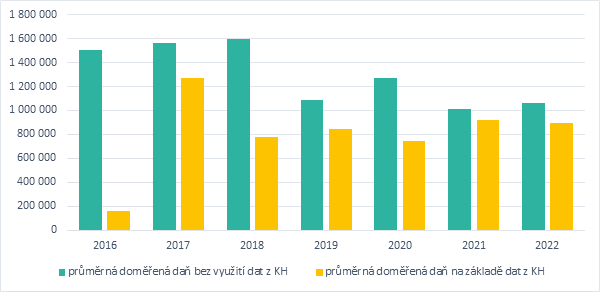 1 800 000
1 600 000
1 400 000
1 200 000
1 000 000
800 000
600 000
400 000
200 000
0
2016 2017 2018 2019 2020 2021 2022
průměrná doměřená daň bez využití dat z KH průměrná doměřená daň na základě dat z KH